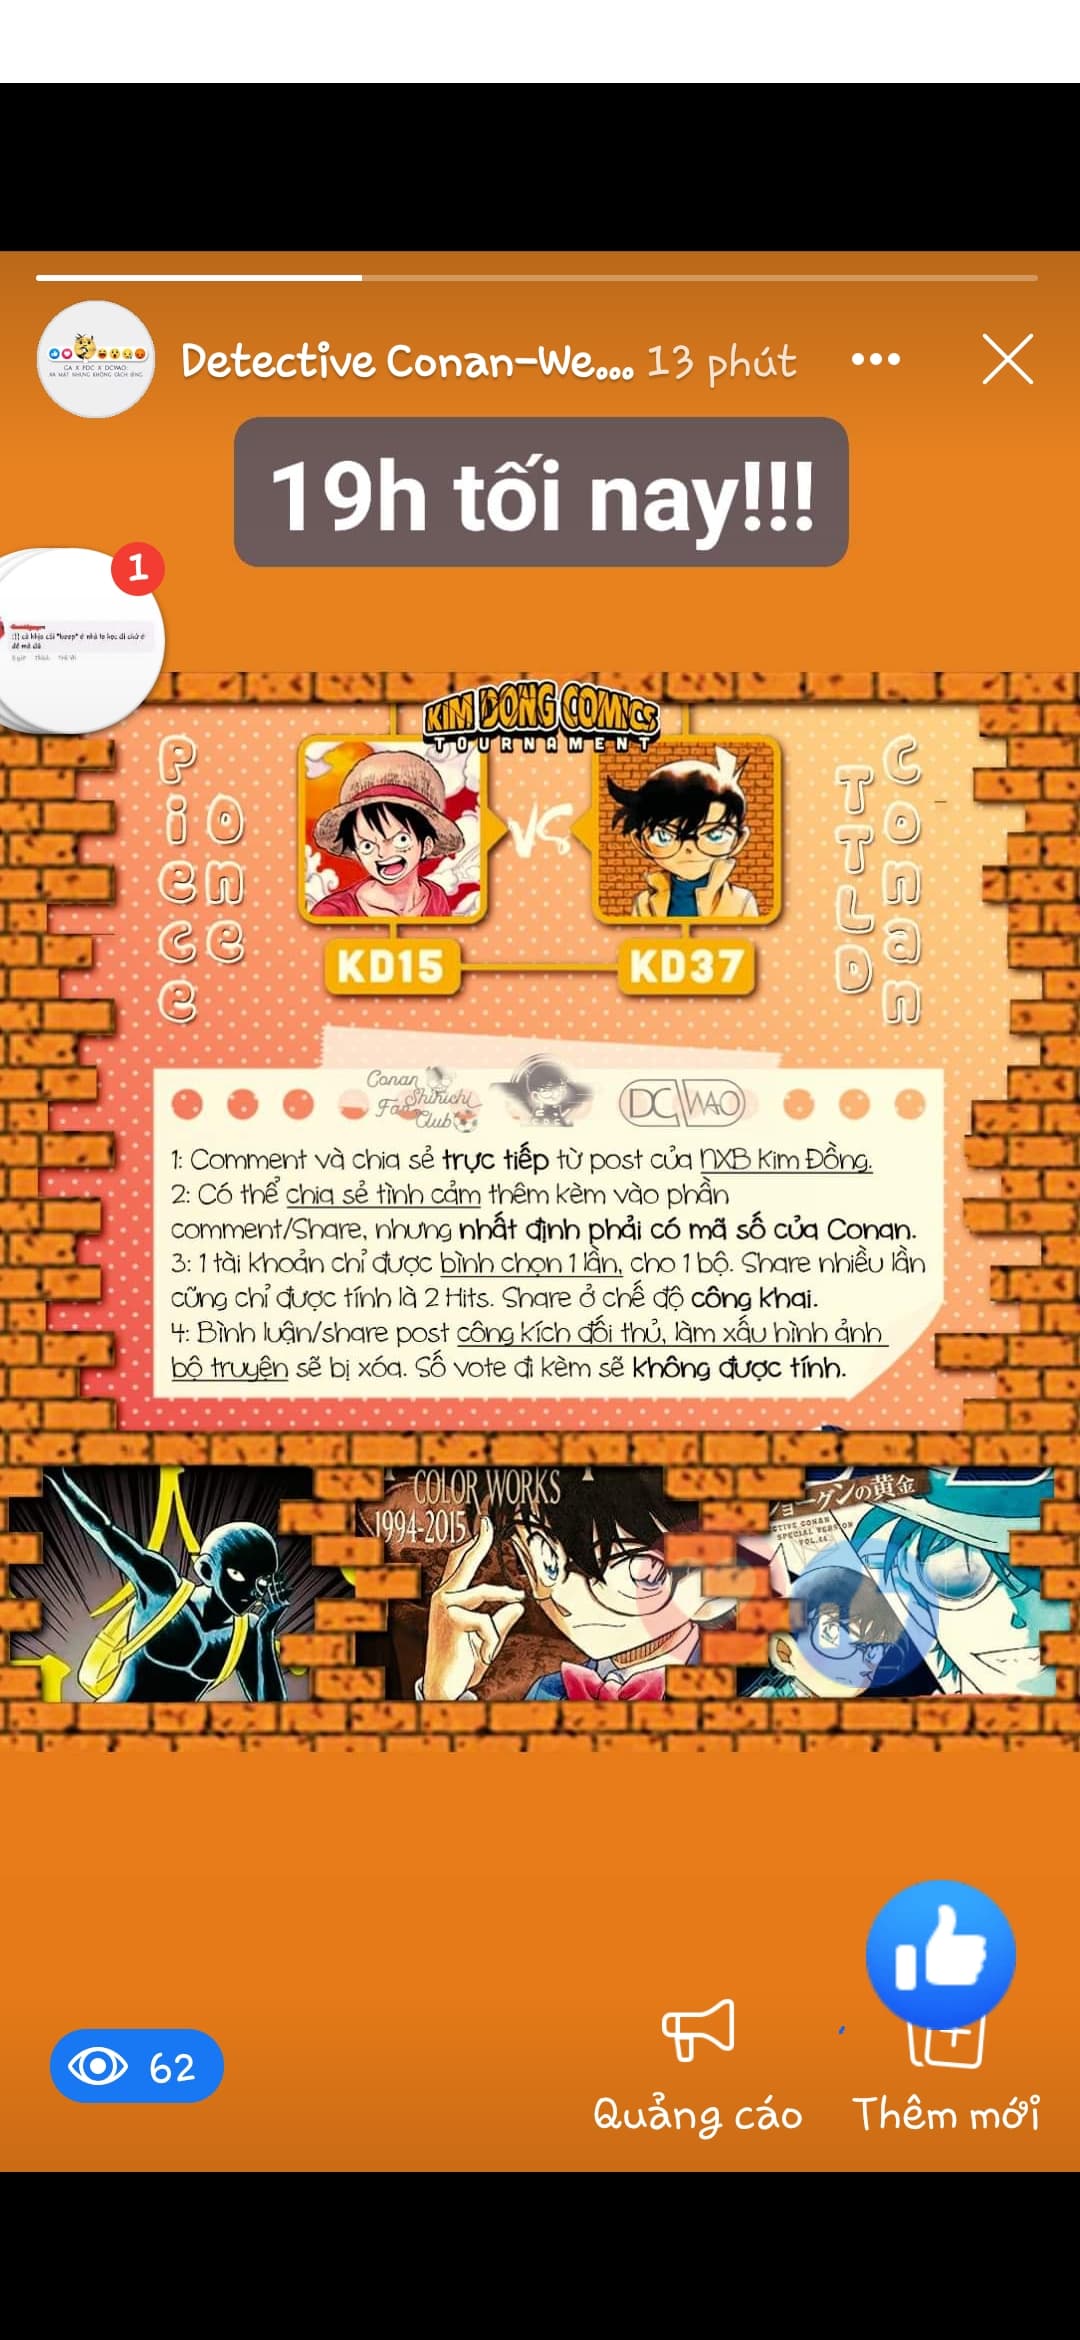 Detective Conan-We... 13 phút
19h tối nay!!!
1
KIM DONG COMICS
TOURNAMENT
One
Piece
VS
Conan
TTLD
KD15
KD37
Conan
Shinichi
Fan
Club
DC WAO
1: Comment và chia sẻ trực tiếp từ post của NXB Kim Đồng.
2: Có thể chia sẻ tình cảm thêm kèm vào phần
comment/Share, nhưng nhất định phải có mã số của Conan.
3: 1 tài khoản chỉ được bình chọn 1 lần, cho 1 bộ. Share nhiều lần
cũng chỉ được tính là 2 Hits. Share ở chế độ công khai.
4: Bình luận/share post công kích đối thủ, làm xấu hình ảnh
bộ truyện sẽ bị xóa. Số vote đi kèm sẽ không được tính.
COLOR WORKS
1994-2015
ョーグンの黄金
CTIVE CONAN
SPECIAL VERSION
62
Quảng cáo
Thêm mới